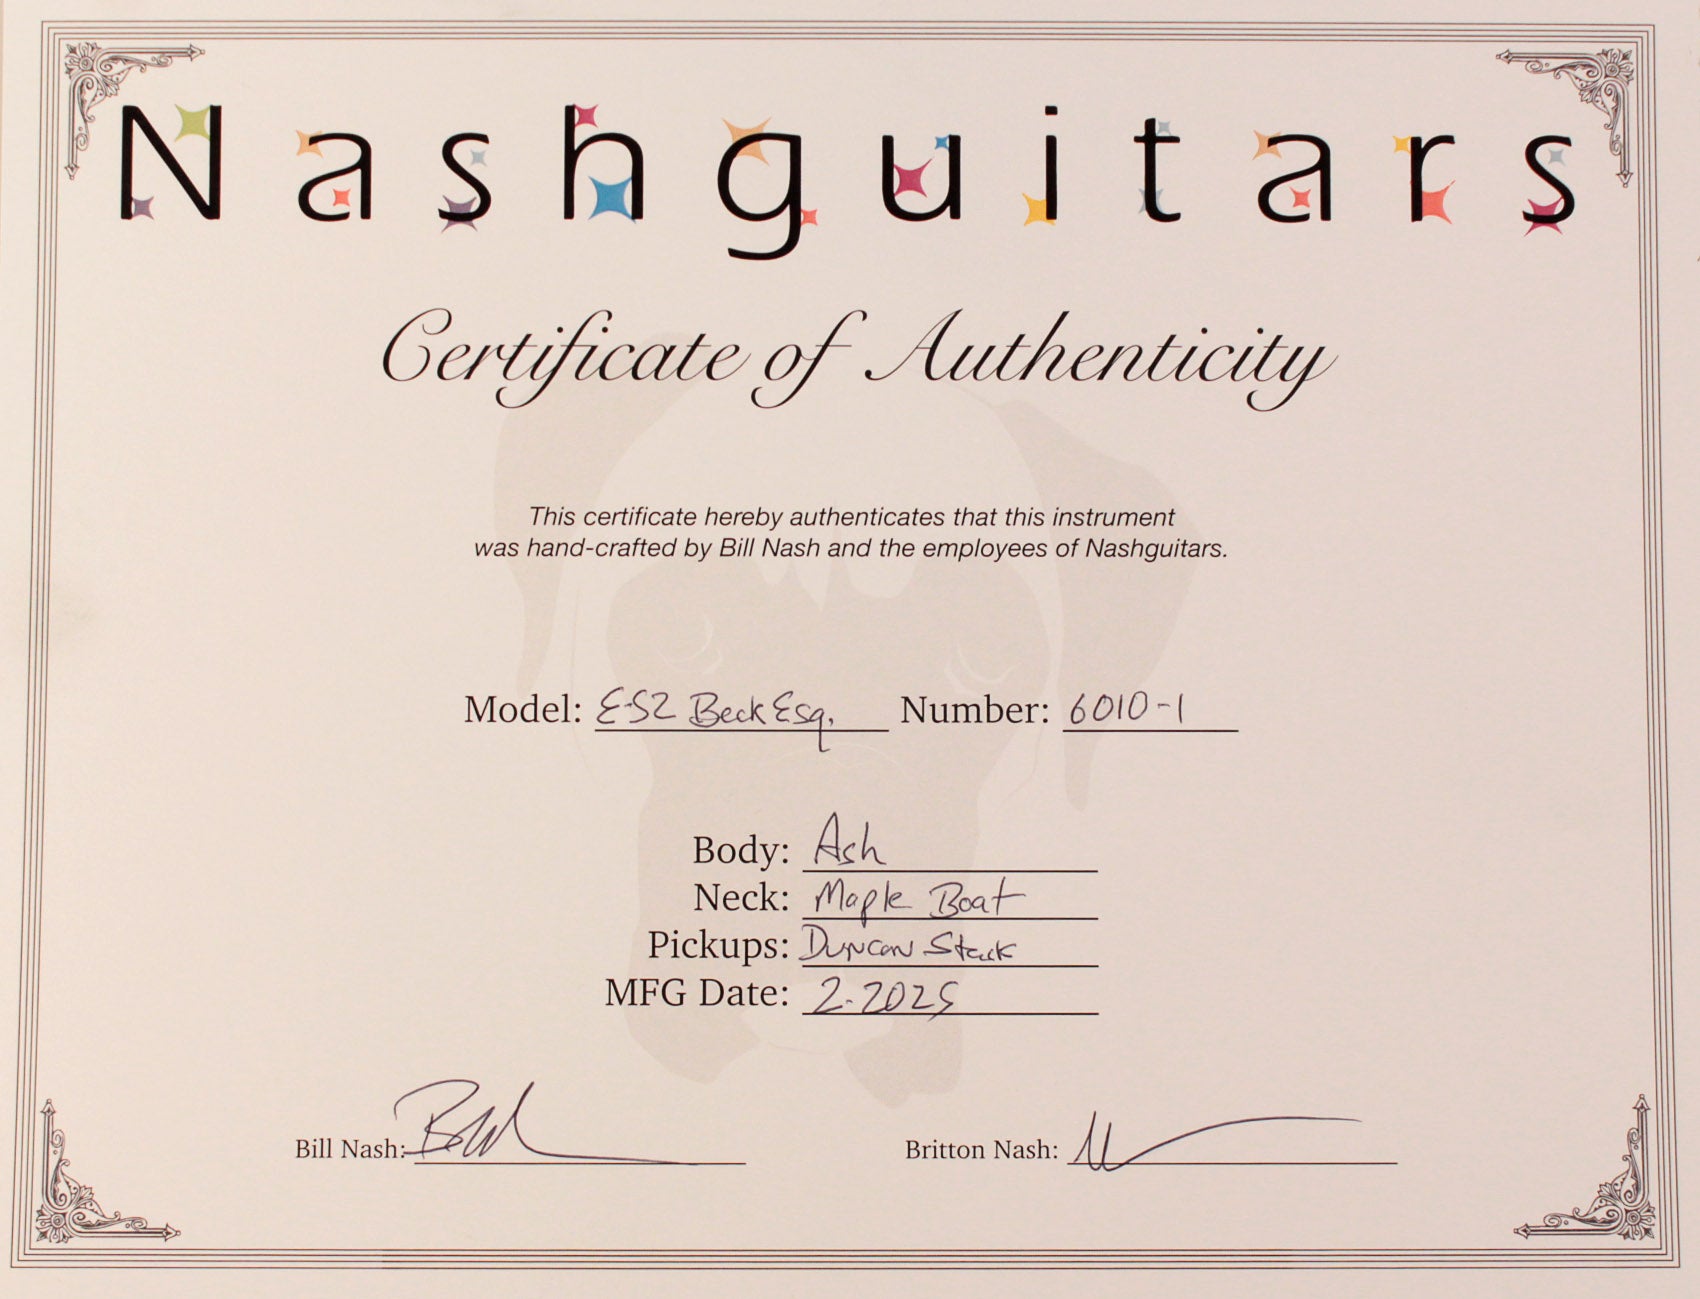 Nashguitars
Certificate of Authenticity
This certificate hereby authenticates that this instrument
was hand-crafted by Bill Nash and the employees of Nashguitars.
Model: E-52 Beck Esq. Number: 6010-1
Body: Ash
Neck: Maple Boat
Pickups: Duncan Stack
MFG Date: 2-2025
Bill Nash: Britton Nash: